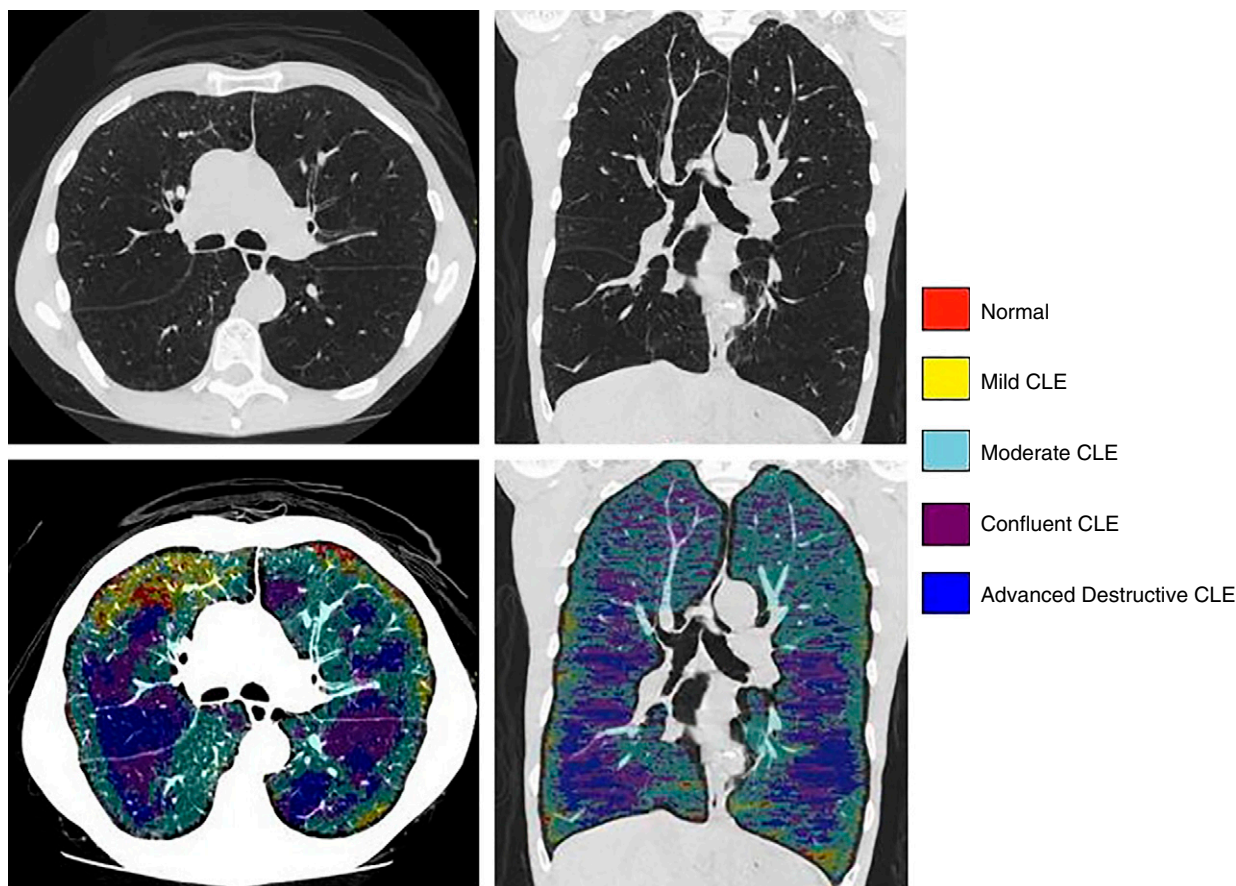 Normal
Mild CLE
Moderate CLE
Confluent CLE
Advanced Destructive CLE